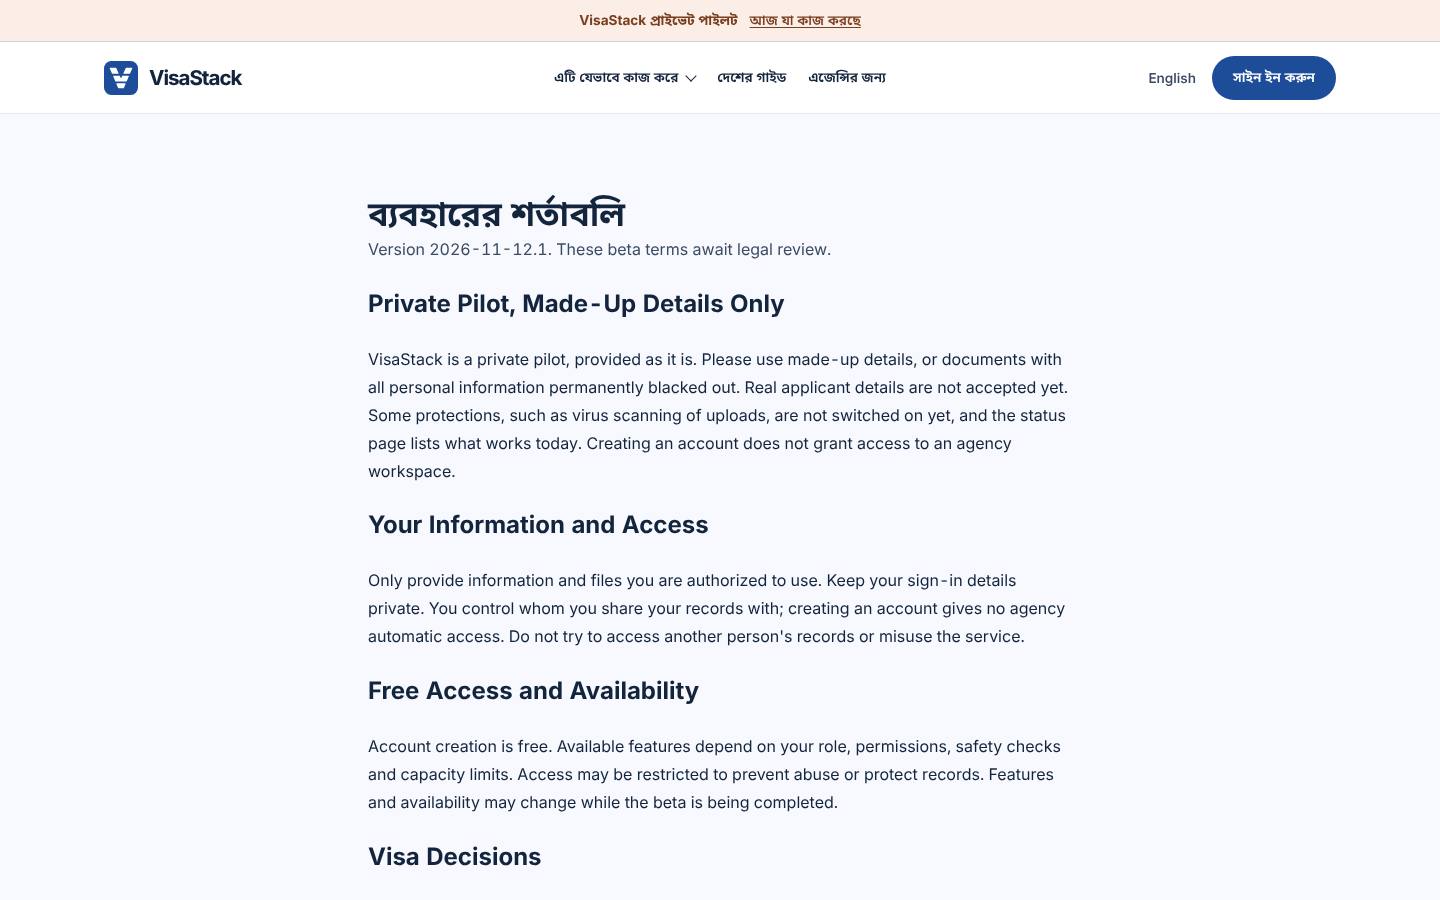 VisaStack প্রাইভেট পাইলট আজ যা কাজ করছে
VisaStack
এটি যেভাবে কাজ করে
দেশের গাইড
এজেন্সির জন্য
English
সাইন ইন করুন
ব্যবহারের শর্তাবলি
Version 2026-11-12.1. These beta terms await legal review.
Private Pilot, Made-Up Details Only
VisaStack is a private pilot, provided as it is. Please use made-up details, or documents with
all personal information permanently blacked out. Real applicant details are not accepted yet.
Some protections, such as virus scanning of uploads, are not switched on yet, and the status
page lists what works today. Creating an account does not grant access to an agency
workspace.
Your Information and Access
Only provide information and files you are authorized to use. Keep your sign-in details
private. You control whom you share your records with; creating an account gives no agency
automatic access. Do not try to access another person's records or misuse the service.
Free Access and Availability
Account creation is free. Available features depend on your role, permissions, safety checks
and capacity limits. Access may be restricted to prevent abuse or protect records. Features
and availability may change while the beta is being completed.
Visa Decisions